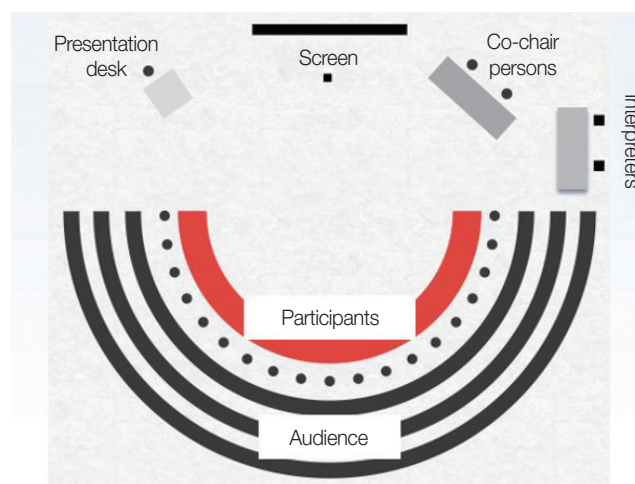 Presentation
desk
Screen
Co-chair
persons
Interpreters
Participants
Audience